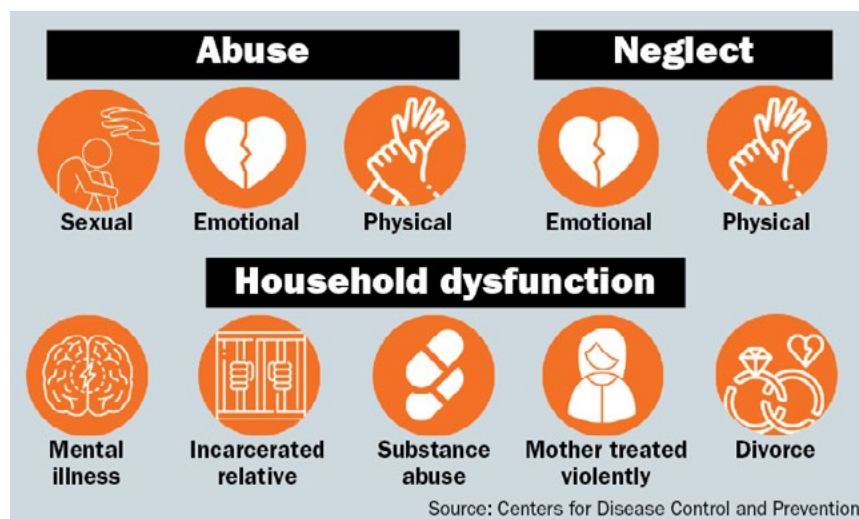 Abuse
Neglect
Sexual
Emotional
Physical
Emotional
Physical
Household dysfunction
Mental
illness
Incarcerated
relative
Substance
abuse
Mother treated
violently
Divorce
Source: Centers for Disease Control and Prevention